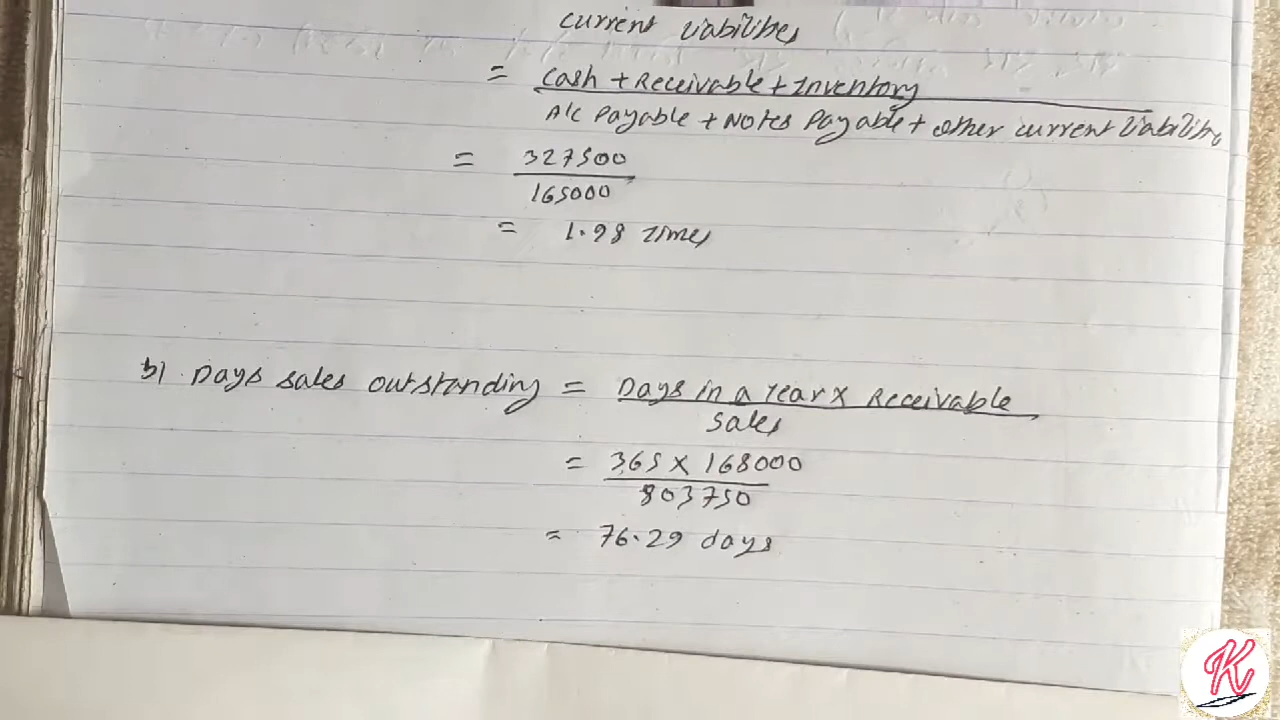 current liabilities
= Cash + Receivable + Inventory
A/c Payable + Notes Payable + other current liabilities
= 327500
165000
= 1.98 times
b) Days sales outstanding = Days in a Year x Receivable
Sales
= 365 x 168000
803750
= 76.29 days
K